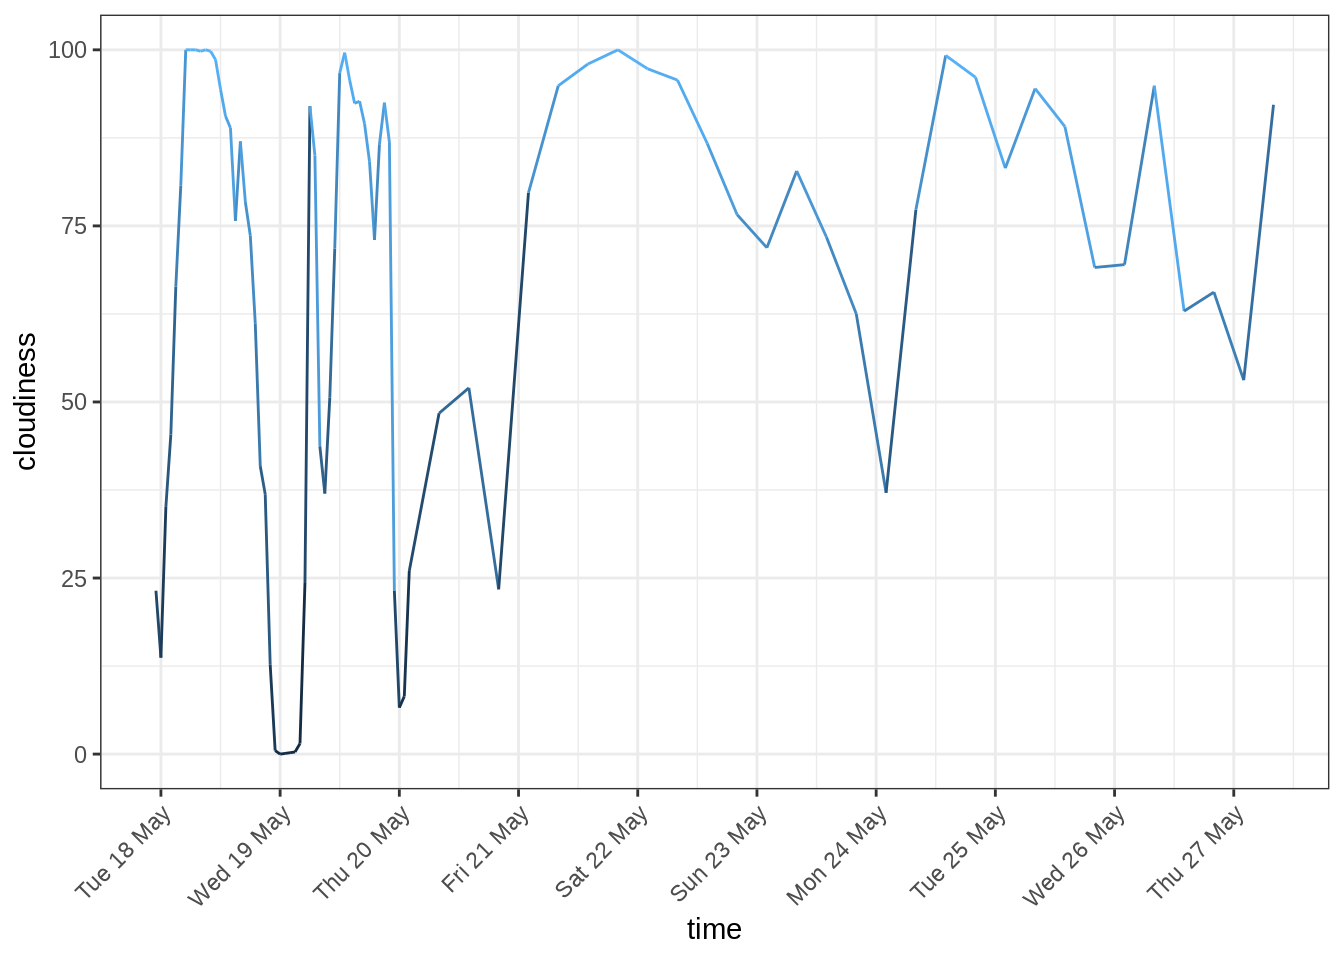 100
75
50
25
0
cloudiness
Tue 18 May
Wed 19 May
Thu 20 May
Fri 21 May
Sat 22 May
Sun 23 May
Mon 24 May
Tue 25 May
Wed 26 May
Thu 27 May
time